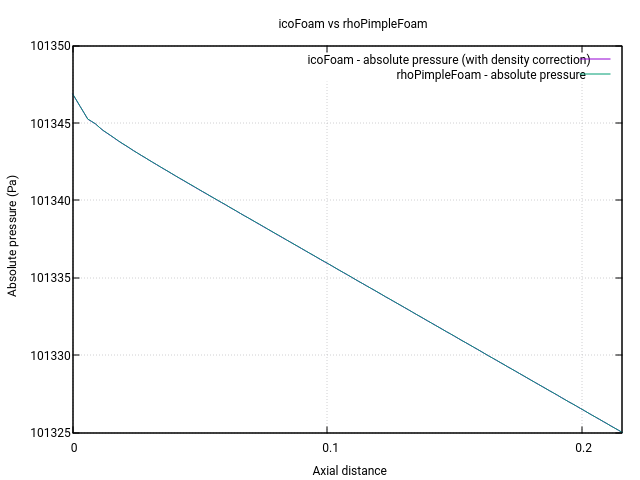 icoFoam vs rhoPimpleFoam
101350
icoFoam - absolute pressure (with density correction)
rhoPimpleFoam - absolute pressure
101345
101340
101335
101330
101325
Absolute pressure (Pa)
0
0.1
0.2
Axial distance